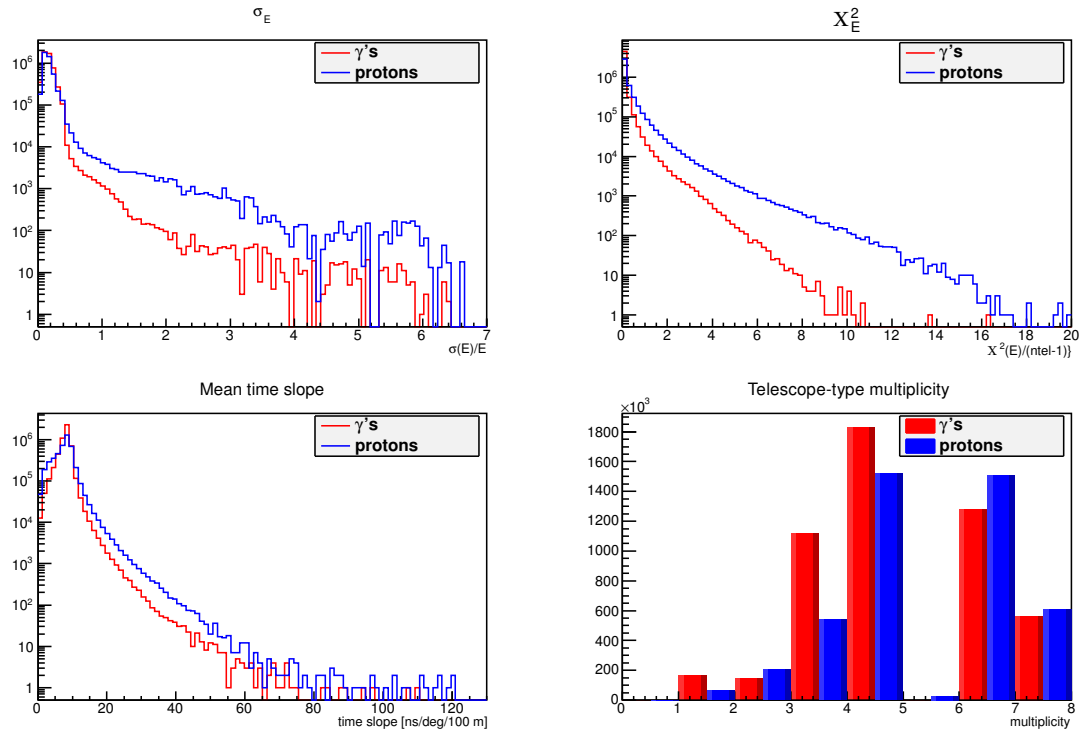 σ_E
γ's
protons
10^6
10^5
10^4
10^3
10^2
10
1
0 1 2 3 4 5 6 7
σ(E)/E
X_E^2
γ's
protons
10^6
10^5
10^4
10^3
10^2
10
1
0 2 4 6 8 10 12 14 16 18 20
X^2(E)/(ntel-1)}
Mean time slope
γ's
protons
10^6
10^5
10^4
10^3
10^2
10
1
0 20 40 60 80 100 120
time slope [ns/deg/100 m]
Telescope-type multiplicity
×10^3
γ's
protons
1800
1600
1400
1200
1000
800
600
400
200
0
0 1 2 3 4 5 6 7 8
multiplicity